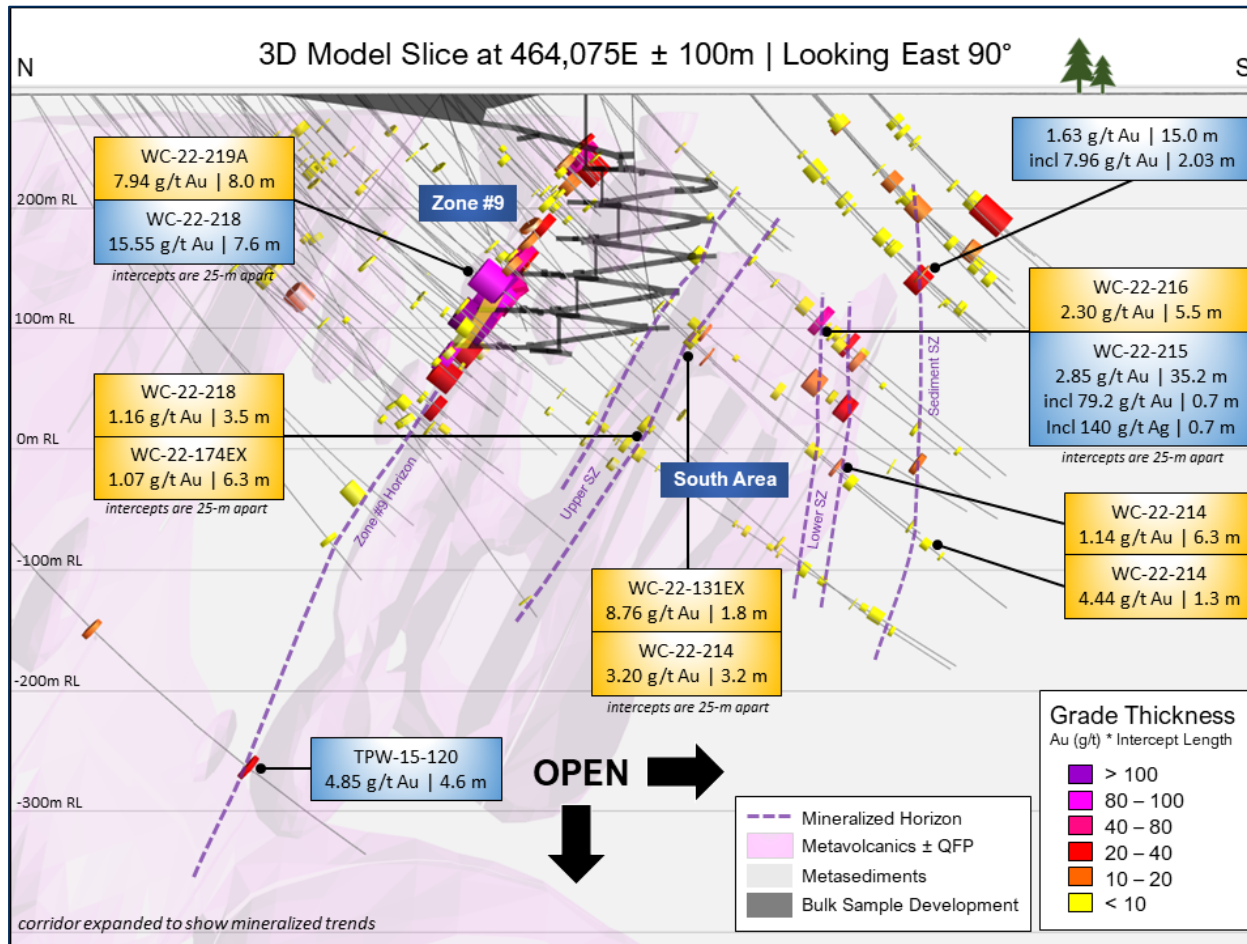 3D Model Slice at 464,075E ± 100m | Looking East 90°
N
S
WC-22-219A
7.94 g/t Au | 8.0 m
WC-22-218
15.55 g/t Au | 7.6 m
intercepts are 25-m apart
Zone #9
1.63 g/t Au | 15.0 m
incl 7.96 g/t Au | 2.03 m
200m RL
100m RL
0m RL
-100m RL
-200m RL
-300m RL
WC-22-216
2.30 g/t Au | 5.5 m
WC-22-215
2.85 g/t Au | 35.2 m
incl 79.2 g/t Au | 0.7 m
Incl 140 g/t Ag | 0.7 m
intercepts are 25-m apart
WC-22-218
1.16 g/t Au | 3.5 m
WC-22-174EX
1.07 g/t Au | 6.3 m
intercepts are 25-m apart
Zone #9 Horizon
Upper SZ
South Area
Lower SZ
Sediment SZ
WC-22-214
1.14 g/t Au | 6.3 m
WC-22-214
4.44 g/t Au | 1.3 m
WC-22-131EX
8.76 g/t Au | 1.8 m
WC-22-214
3.20 g/t Au | 3.2 m
intercepts are 25-m apart
TPW-15-120
4.85 g/t Au | 4.6 m
OPEN
Mineralized Horizon
Metavolcanics ± QFP
Metasediments
Bulk Sample Development
Grade Thickness
Au (g/t) * Intercept Length
> 100
80 – 100
40 – 80
20 – 40
10 – 20
< 10
corridor expanded to show mineralized trends